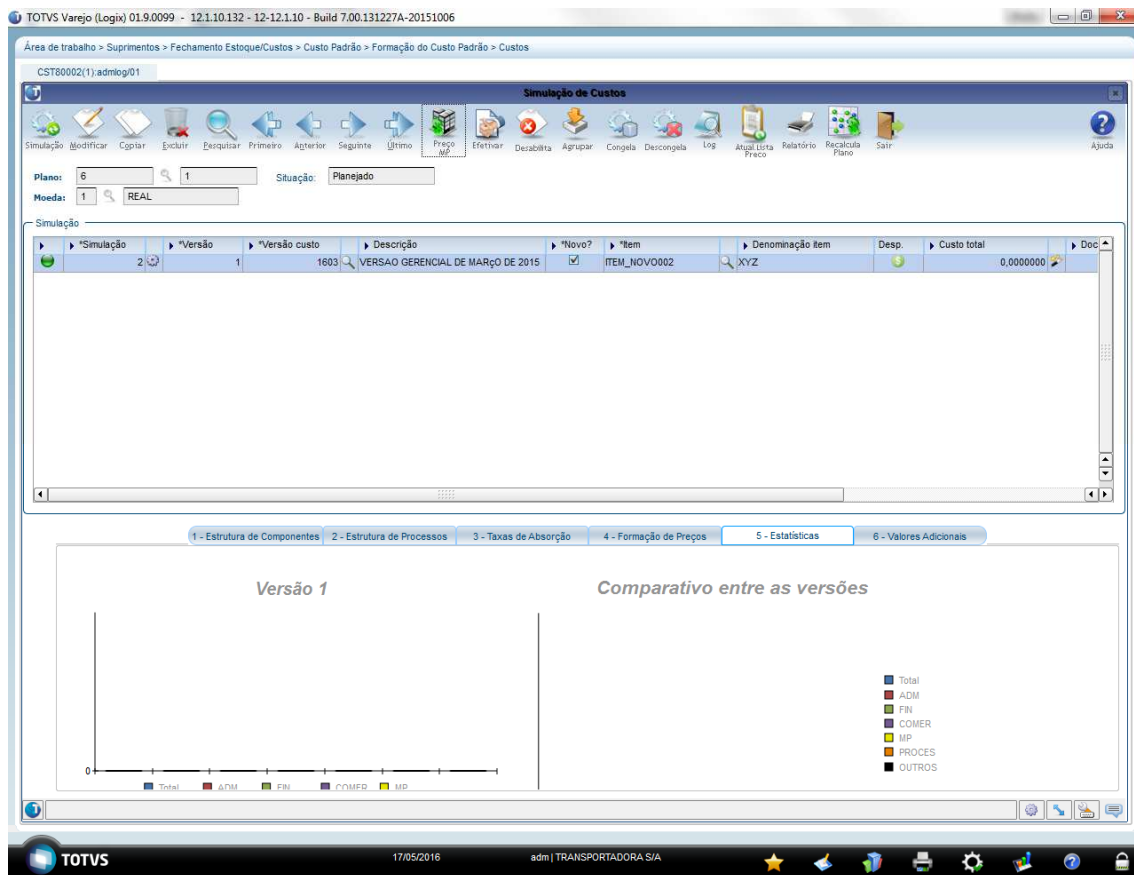 TOTVS Varejo (Logix) 01.9.0099 - 12.1.10.132 - 12-12.1.10 - Build 7.00.131227A-20151006
Área de trabalho > Suprimentos > Fechamento Estoque/Custos > Custo Padrão > Formação do Custo Padrão > Custos
CST80002(1):admlog/01
Simulação de Custos
Simulação Modificar Copiar Excluir Pesquisar Primeiro Anterior Seguinte Último Preço MP Efetivar Desabilita Agrupar Congela Descongela Log Atual.Lista Preco Relatório Recalcula Plano Sair Ajuda
Plano: 6 1 Situação: Planejado
Moeda: 1 REAL
Simulação
*Simulação *Versão *Versão custo Descrição *Novo? *Item Denominação item Desp. Custo total Doc
2 1 1603 VERSAO GERENCIAL DE MARçO DE 2015 ITEM_NOVO002 XYZ 0,0000000
1 - Estrutura de Componentes 2 - Estrutura de Processos 3 - Taxas de Absorção 4 - Formação de Preços 5 - Estatísticas 6 - Valores Adicionais
Versão 1 Comparativo entre as versões
Total
ADM
FIN
COMER
MP
PROCES
OUTROS
0
Total ADM FIN COMER MP
TOTVS 17/05/2016 adm | TRANSPORTADORA S/A